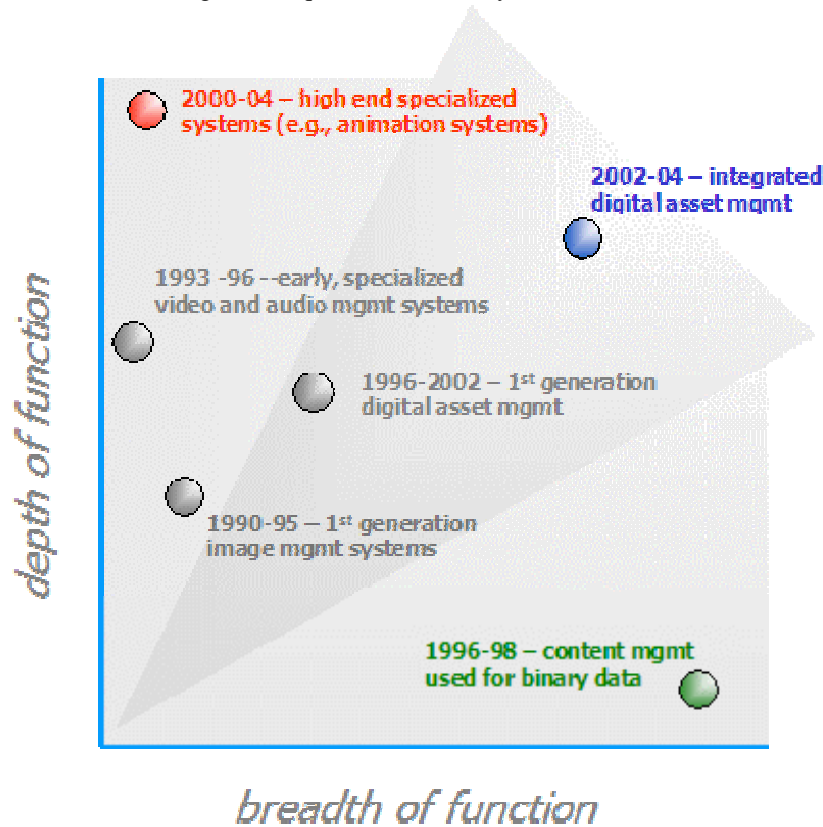 2000-04 – high end specialized
systems (e.g., animation systems)
2002-04 – integrated
digital asset mgmt
1993 -96 --early, specialized
video and audio mgmt systems
1996-2002 – 1st generation
digital asset mgmt
1990-95 – 1st generation
image mgmt systems
1996-98 – content mgmt
used for binary data
depth of function
breadth of function